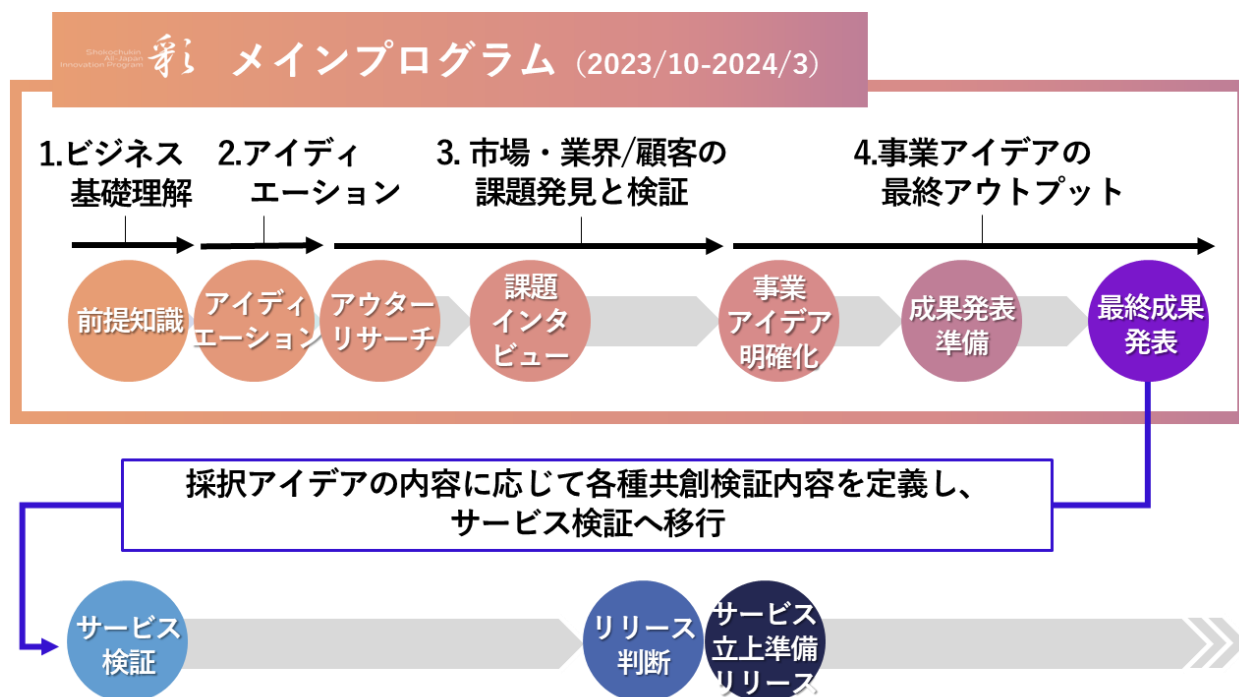 Shokochukin
All Japan
Innovation Program
彩 メインプログラム（2023/10-2024/3）
1.ビジネス
基礎理解
2.アイディ
エーション
3. 市場・業界/顧客の
課題発見と検証
4.事業アイデアの
最終アウトプット
前提知識
アイディ
エーション
アウター
リサーチ
課題
インタ
ビュー
事業
アイデア
明確化
成果発表
準備
最終成果
発表
採択アイデアの内容に応じて各種共創検証内容を定義し、
サービス検証へ移行
サービス
検証
リリース
判断
サービス
立上準備
リリース